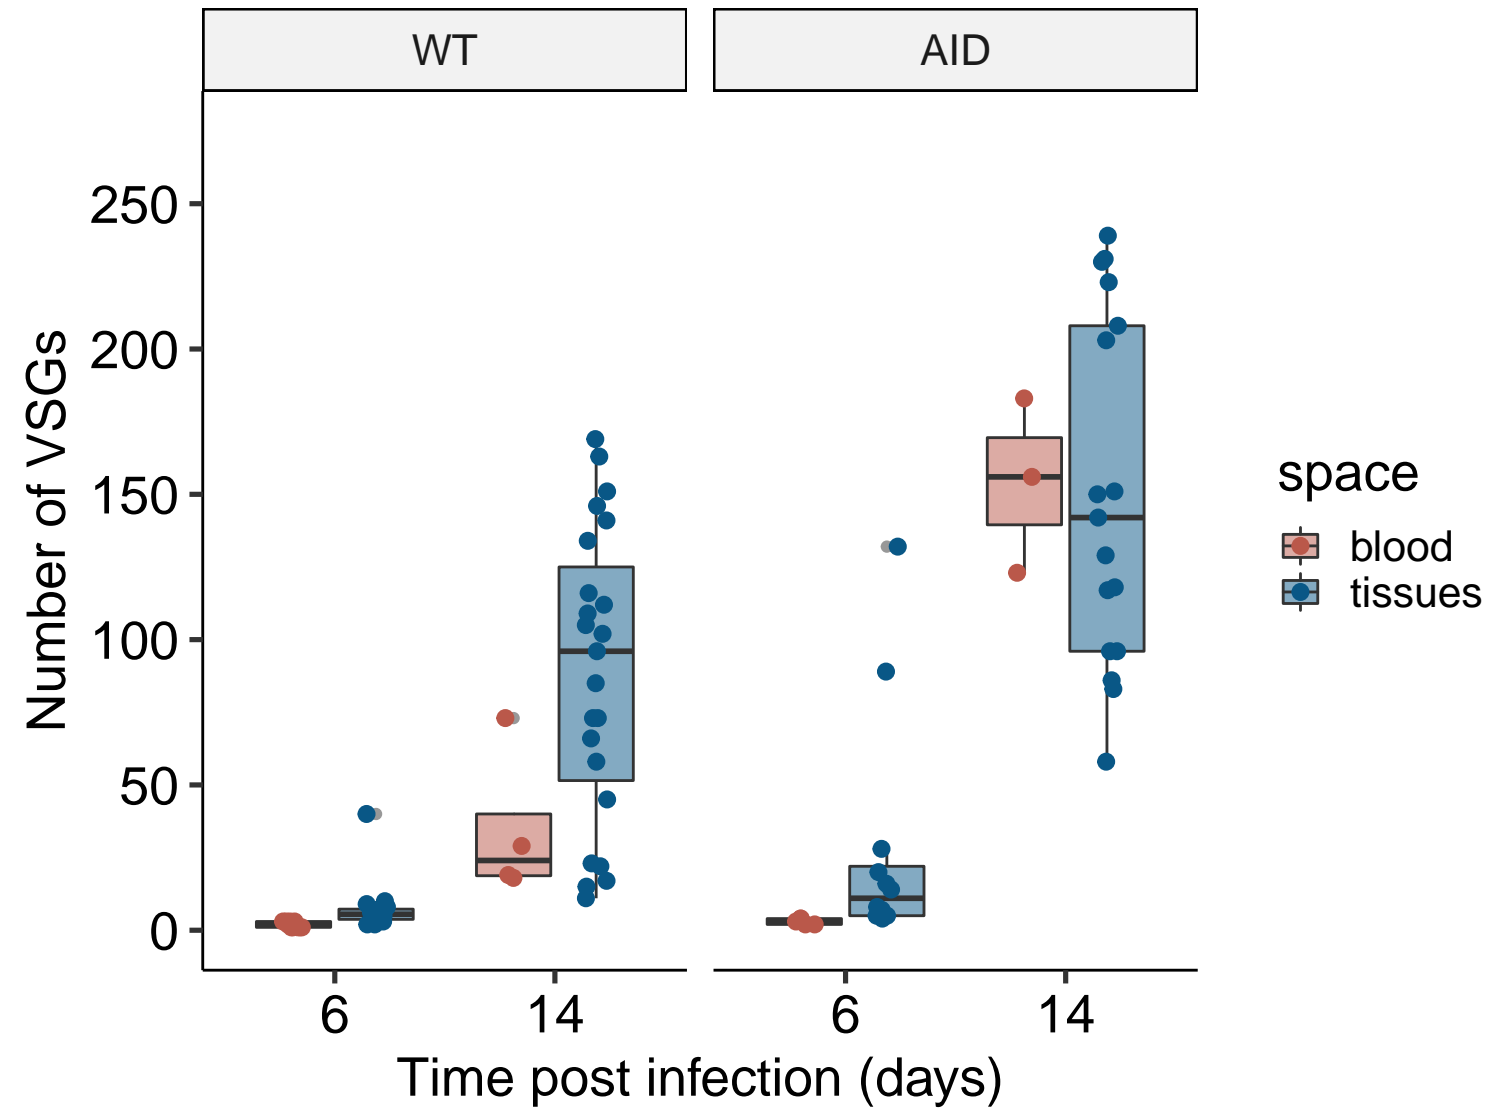 WT
AID
Number of VSGs
250
200
150
100
50
0
6
14
6
14
Time post infection (days)
space
blood
tissues